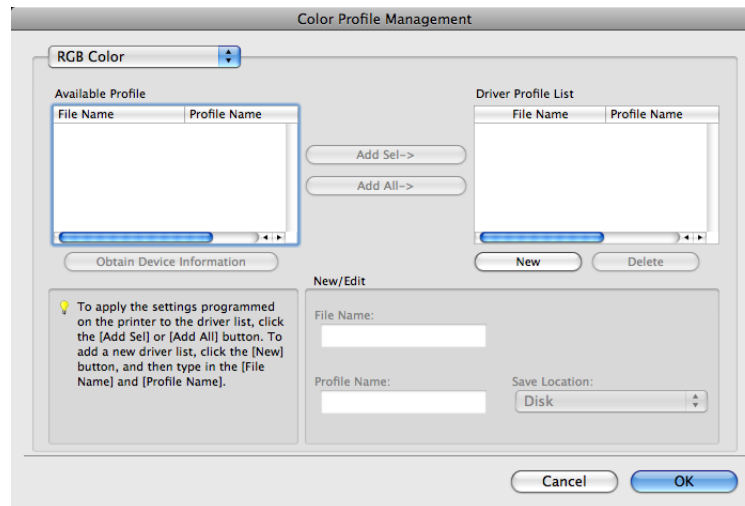 Color Profile Management
RGB Color
Available Profile
File Name Profile Name
Add Sel->
Add All->
Obtain Device Information
Driver Profile List
File Name Profile Name
New Delete
To apply the settings programmed
on the printer to the driver list, click
the [Add Sel] or [Add All] button. To
add a new driver list, click the [New]
button, and then type in the [File
Name] and [Profile Name].
New/Edit
File Name:
Profile Name:
Save Location:
Disk
Cancel OK